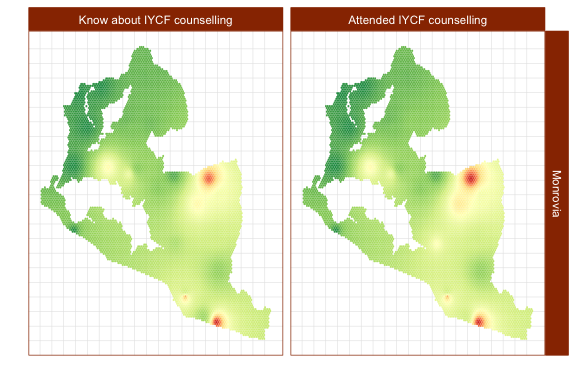 Know about IYCF counselling
Attended IYCF counselling
Monrovia